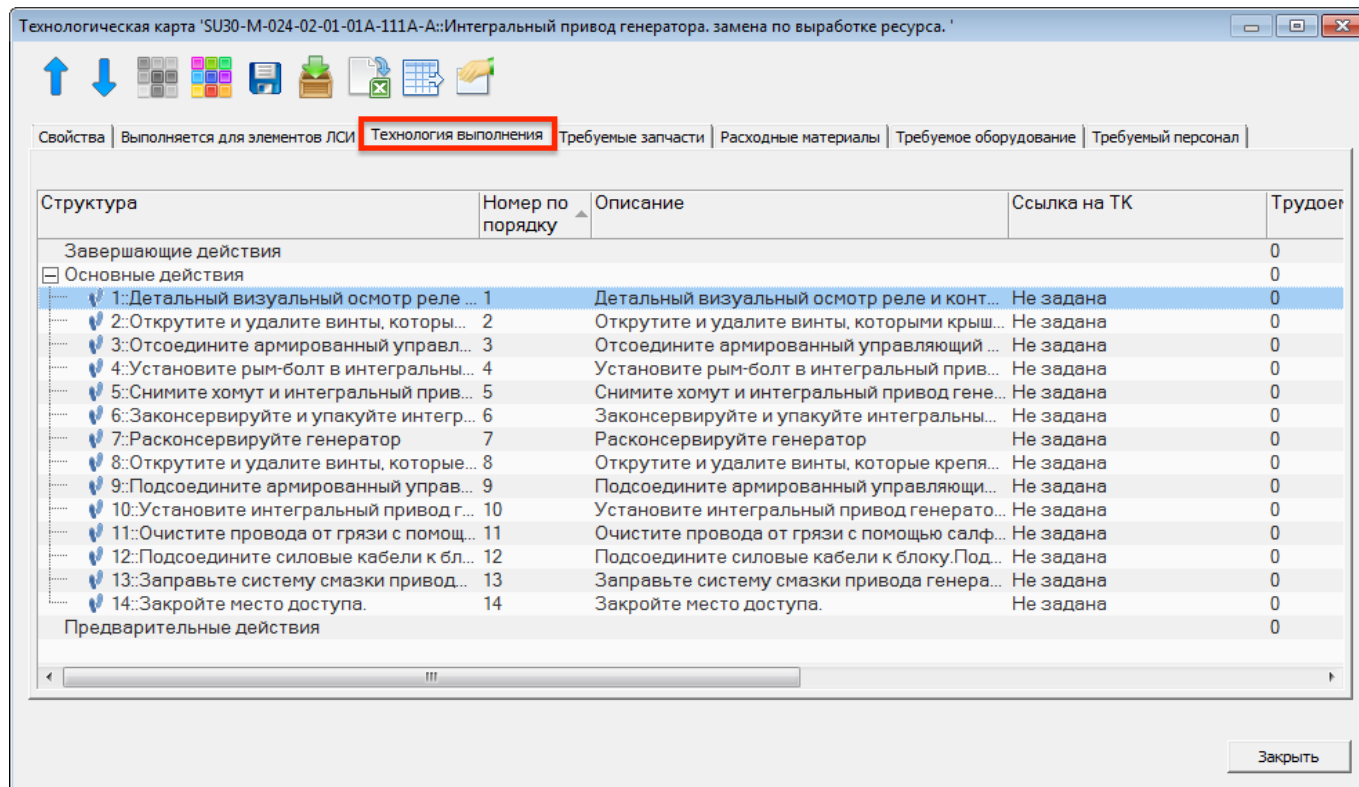 Технологическая карта 'SU30-M-024-02-01-01A-111A-A::Интегральный привод генератора. замена по выработке ресурса. '
Свойства Выполняется для элементов ЛСИ Технология выполнения Требуемые запчасти Расходные материалы Требуемое оборудование Требуемый персонал
Структура Номер по порядку Описание Ссылка на ТК Трудоем
Завершающие действия 0
Основные действия 0
1::Детальный визуальный осмотр реле ... 1 Детальный визуальный осмотр реле и конт... Не задана 0
2::Открутите и удалите винты, которы... 2 Открутите и удалите винты, которыми крыш... Не задана 0
3::Отсоедините армированный управл... 3 Отсоедините армированный управляющий ... Не задана 0
4::Установите рым-болт в интегральны... 4 Установите рым-болт в интегральный прив... Не задана 0
5::Снимите хомут и интегральный прив... 5 Снимите хомут и интегральный привод гене... Не задана 0
6::Законсервируйте и упакуйте интегр... 6 Законсервируйте и упакуйте интегральны... Не задана 0
7::Расконсервируйте генератор 7 Расконсервируйте генератор Не задана 0
8::Открутите и удалите винты, которые... 8 Открутите и удалите винты, которые крепя... Не задана 0
9::Подсоедините армированный управ... 9 Подсоедините армированный управляющи... Не задана 0
10::Установите интегральный привод г... 10 Установите интегральный привод генерато... Не задана 0
11::Очистите провода от грязи с помощ... 11 Очистите провода от грязи с помощью салф... Не задана 0
12::Подсоедините силовые кабели к бл... 12 Подсоедините силовые кабели к блоку.Под... Не задана 0
13::Заправьте систему смазки привод... 13 Заправьте систему смазки привода генера... Не задана 0
14::Закройте место доступа. 14 Закройте место доступа. Не задана 0
Предварительные действия 0
Закрыть